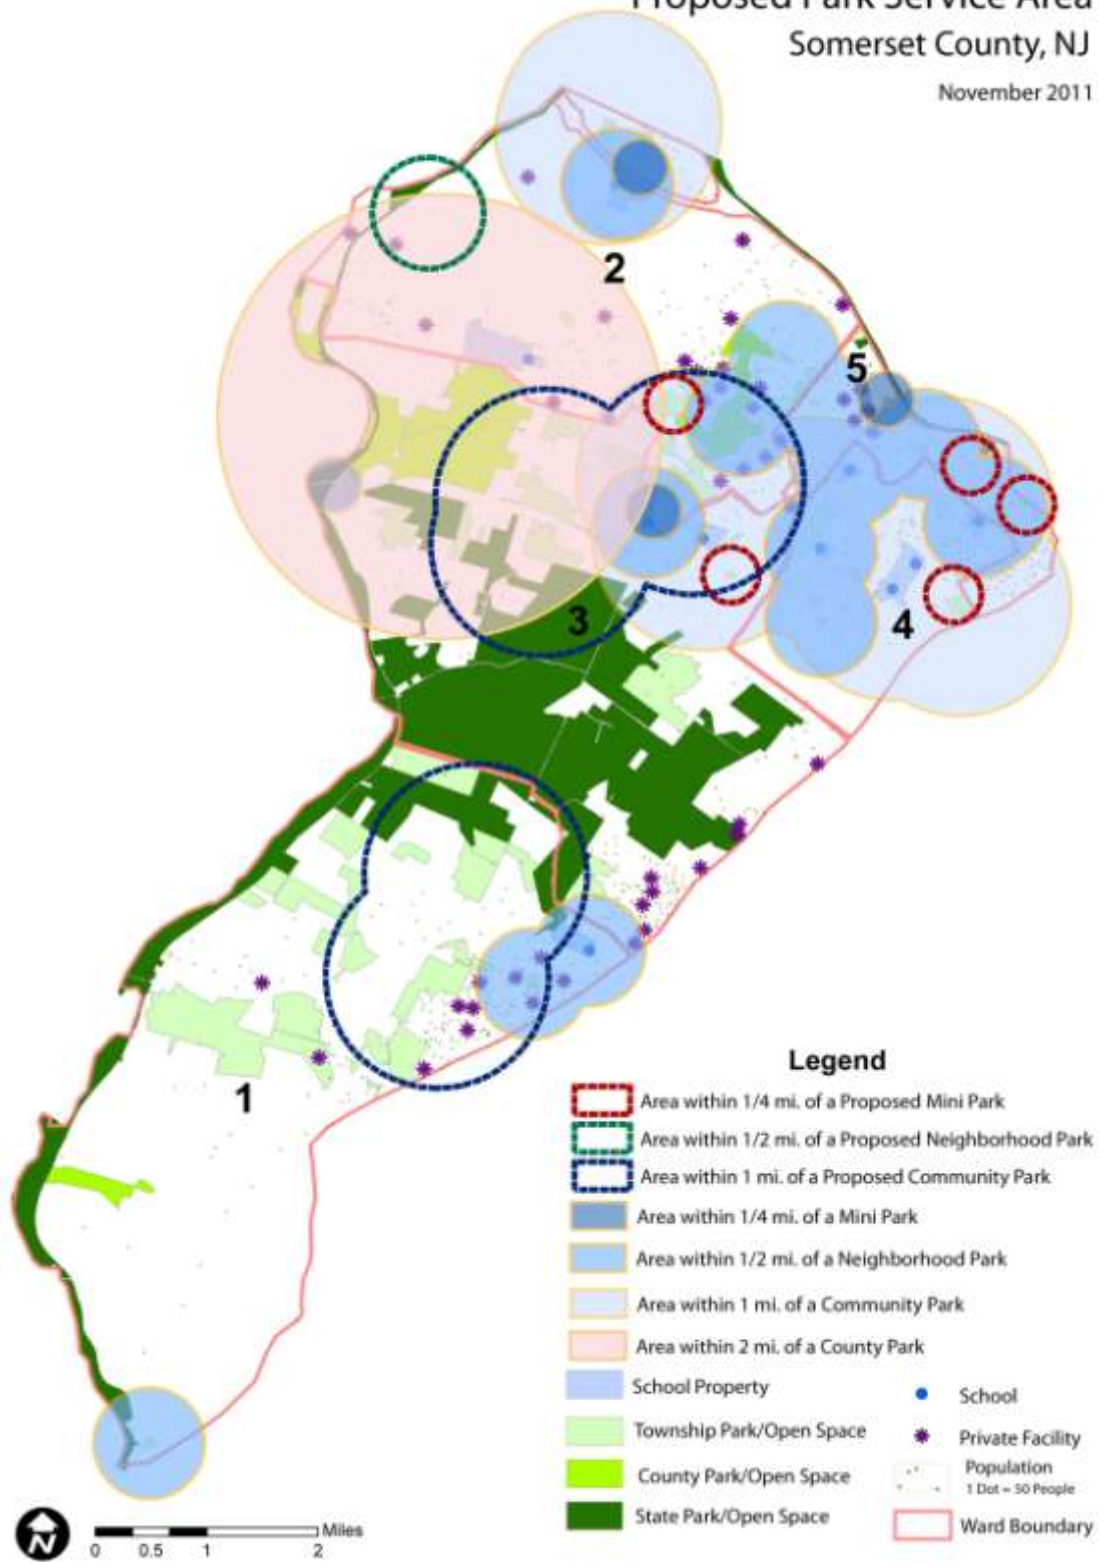 Proposed Park Service Area
Somerset County, NJ
November 2011
2
5
3
4
1
Legend
Area within 1/4 mi. of a Proposed Mini Park
Area within 1/2 mi. of a Proposed Neighborhood Park
Area within 1 mi. of a Proposed Community Park
Area within 1/4 mi. of a Mini Park
Area within 1/2 mi. of a Neighborhood Park
Area within 1 mi. of a Community Park
Area within 2 mi. of a County Park
School Property
School
Township Park/Open Space
Private Facility
County Park/Open Space
Population
1 Dot = 50 People
State Park/Open Space
Ward Boundary
N
Miles
0 0.5 1 2